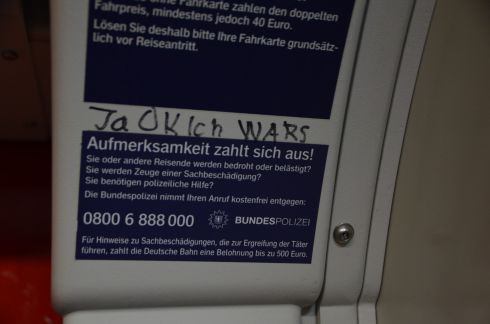 ohne Fahrkarte zahlen den doppelten
Fahrpreis, mindestens jedoch 40 Euro.
Lösen Sie deshalb bitte Ihre Fahrkarte grundsätz-
lich vor Reiseantritt.
Ja OK Ich WARS
Aufmerksamkeit zahlt sich aus!
Sie oder andere Reisende werden bedroht oder belästigt?
Sie werden Zeuge einer Sachbeschädigung?
Sie benötigen polizeiliche Hilfe?
Die Bundespolizei nimmt Ihren Anruf kostenfrei entgegen:
0800 6 888 000 BUNDESPOLIZEI
Für Hinweise zu Sachbeschädigungen, die zur Ergreifung der Täter
führen, zahlt die Deutsche Bahn eine Belohnung bis zu 500 Euro.